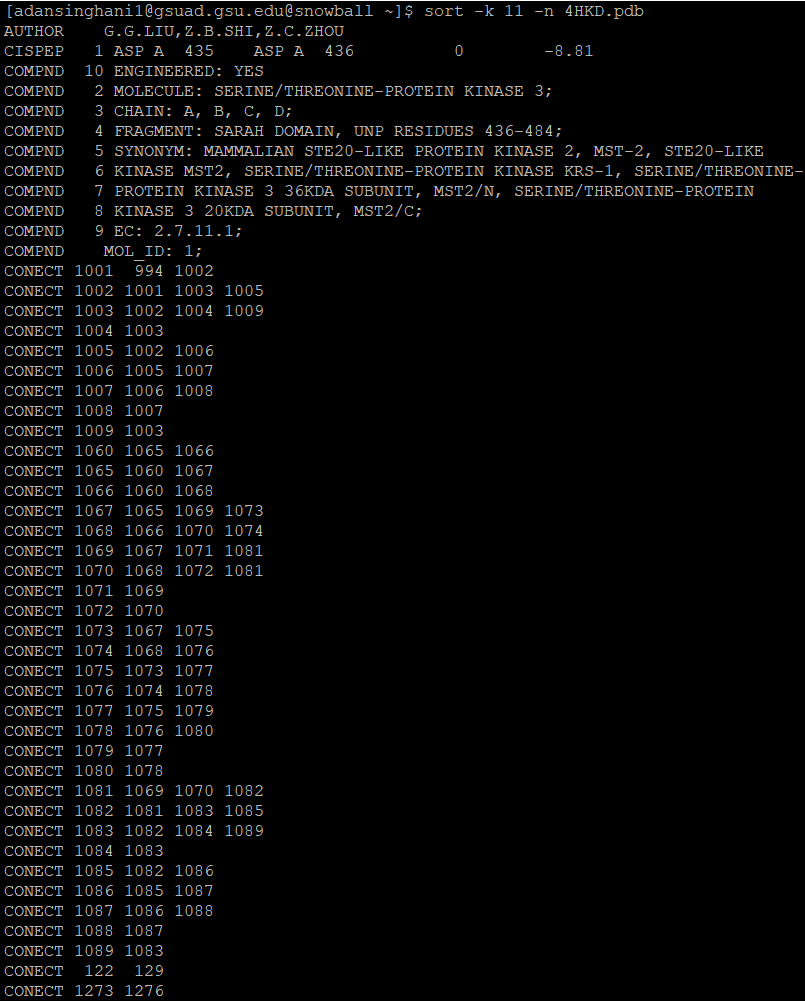 [adansinghani1@gsuad.gsu.edu@snowball ~]$ sort -k 11 -n 4HKD.pdb
AUTHOR    G.G.LIU,Z.B.SHI,Z.C.ZHOU
CISPEP   1 ASP A  435    ASP A  436          0        -8.81
COMPND  10 ENGINEERED: YES
COMPND   2 MOLECULE: SERINE/THREONINE-PROTEIN KINASE 3;
COMPND   3 CHAIN: A, B, C, D;
COMPND   4 FRAGMENT: SARAH DOMAIN, UNP RESIDUES 436-484;
COMPND   5 SYNONYM: MAMMALIAN STE20-LIKE PROTEIN KINASE 2, MST-2, STE20-LIKE
COMPND   6 KINASE MST2, SERINE/THREONINE-PROTEIN KINASE KRS-1, SERINE/THREONINE-
COMPND   7 PROTEIN KINASE 3 36KDA SUBUNIT, MST2/N, SERINE/THREONINE-PROTEIN
COMPND   8 KINASE 3 20KDA SUBUNIT, MST2/C;
COMPND   9 EC: 2.7.11.1;
COMPND    MOL_ID: 1;
CONECT 1001  994 1002
CONECT 1002 1001 1003 1005
CONECT 1003 1002 1004 1009
CONECT 1004 1003
CONECT 1005 1002 1006
CONECT 1006 1005 1007
CONECT 1007 1006 1008
CONECT 1008 1007
CONECT 1009 1003
CONECT 1060 1065 1066
CONECT 1065 1060 1067
CONECT 1066 1060 1068
CONECT 1067 1065 1069 1073
CONECT 1068 1066 1070 1074
CONECT 1069 1067 1071 1081
CONECT 1070 1068 1072 1081
CONECT 1071 1069
CONECT 1072 1070
CONECT 1073 1067 1075
CONECT 1074 1068 1076
CONECT 1075 1073 1077
CONECT 1076 1074 1078
CONECT 1077 1075 1079
CONECT 1078 1076 1080
CONECT 1079 1077
CONECT 1080 1078
CONECT 1081 1069 1070 1082
CONECT 1082 1081 1083 1085
CONECT 1083 1082 1084 1089
CONECT 1084 1083
CONECT 1085 1082 1086
CONECT 1086 1085 1087
CONECT 1087 1086 1088
CONECT 1088 1087
CONECT 1089 1083
CONECT  122  129
CONECT 1273 1276